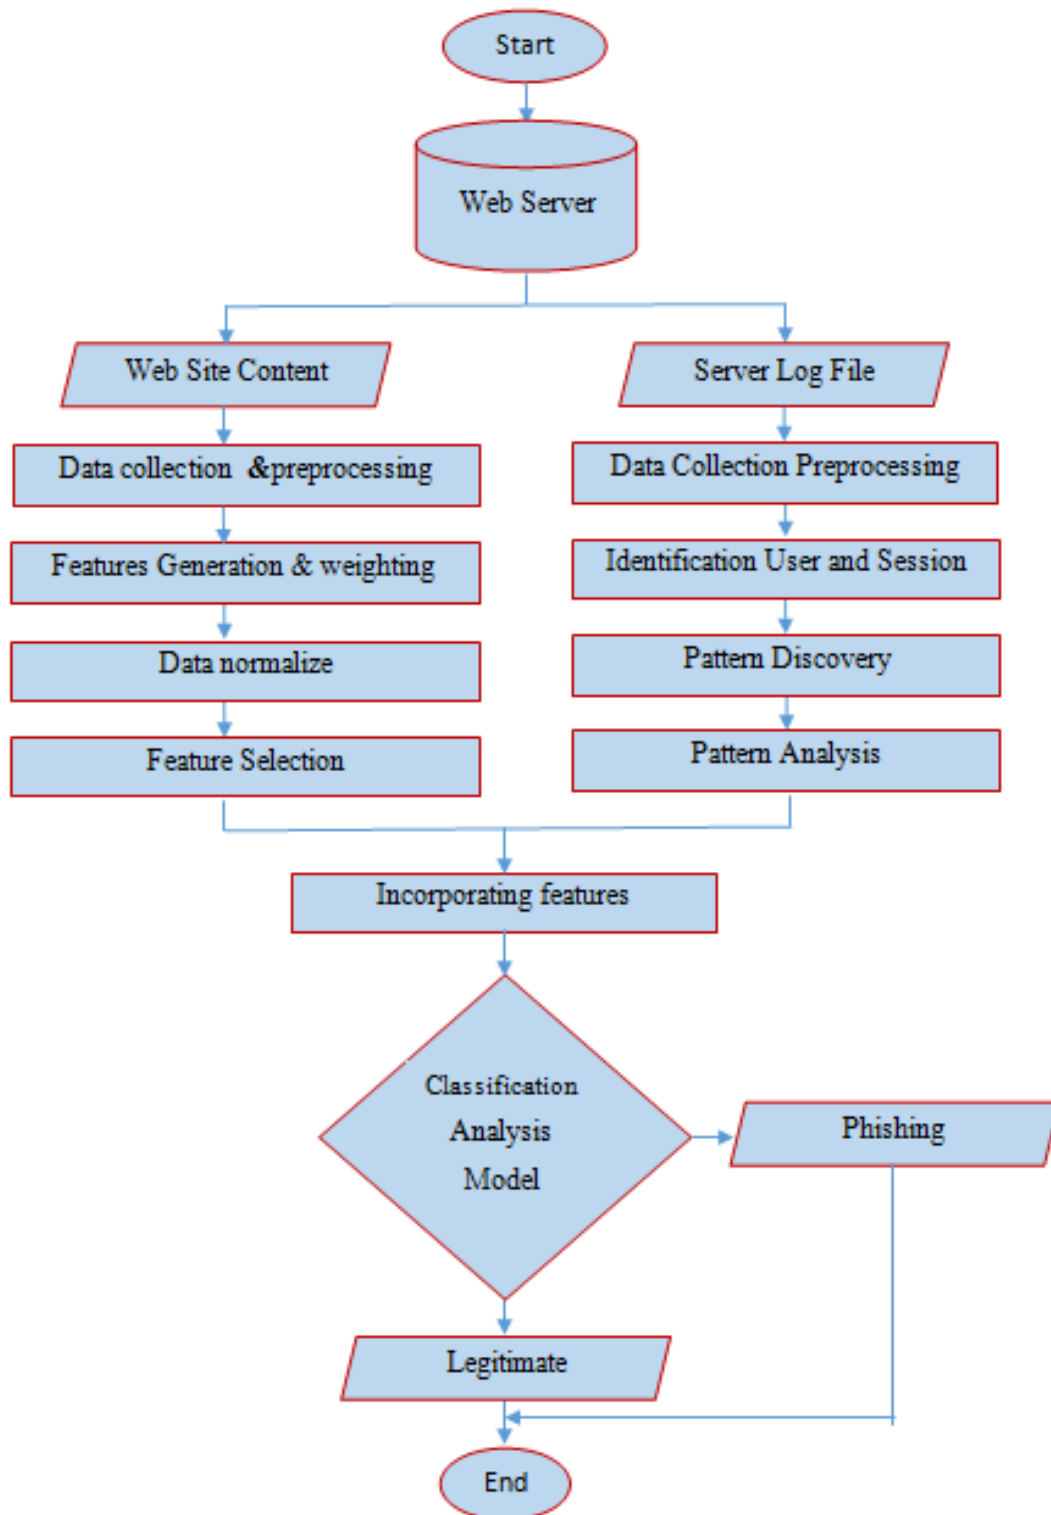 Start
Web Server
Web Site Content
Server Log File
Data collection &preprocessing
Data Collection Preprocessing
Features Generation & weighting
Identification User and Session
Data normalize
Pattern Discovery
Feature Selection
Pattern Analysis
Incorporating features
Classification
Analysis
Model
Phishing
Legitimate
End